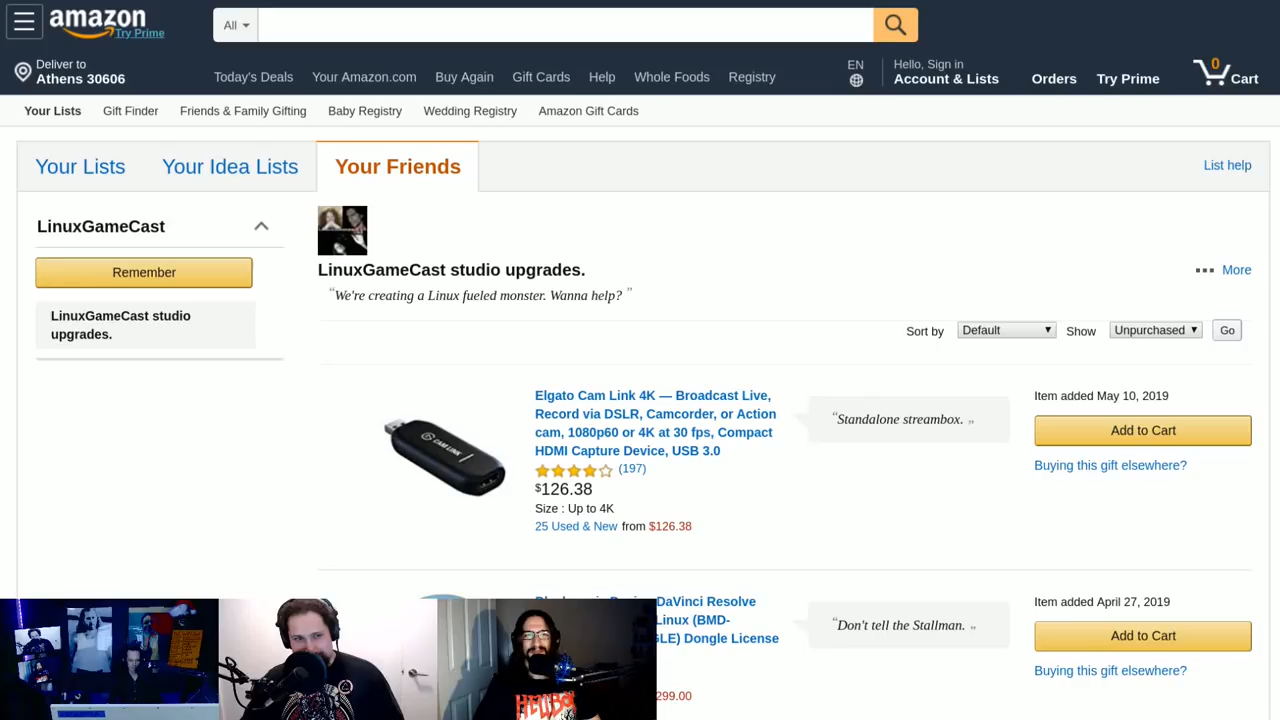 amazon
Try Prime
All
Deliver to
Athens 30606
Today's Deals
Your Amazon.com
Buy Again
Gift Cards
Help
Whole Foods
Registry
EN
Hello, Sign in
Account & Lists
Orders
Try Prime
0
Cart
Your Lists
Gift Finder
Friends & Family Gifting
Baby Registry
Wedding Registry
Amazon Gift Cards
Your Lists
Your Idea Lists
Your Friends
List help
LinuxGameCast
Remember
LinuxGameCast studio
upgrades.
LinuxGameCast studio upgrades.
More
“We're creating a Linux fueled monster. Wanna help? ”
Sort by
Default
Show
Unpurchased
Go
Elgato Cam Link 4K — Broadcast Live,
Record via DSLR, Camcorder, or Action
cam, 1080p60 or 4K at 30 fps, Compact
HDMI Capture Device, USB 3.0
(197)
$126.38
Size : Up to 4K
25 Used & New from $126.38
CAM LINK
“Standalone streambox. „
Item added May 10, 2019
Add to Cart
Buying this gift elsewhere?
DaVinci Resolve
Linux (BMD-
GLE) Dongle License
299.00
“Don't tell the Stallman. „
Item added April 27, 2019
Add to Cart
Buying this gift elsewhere?
HELLBOY